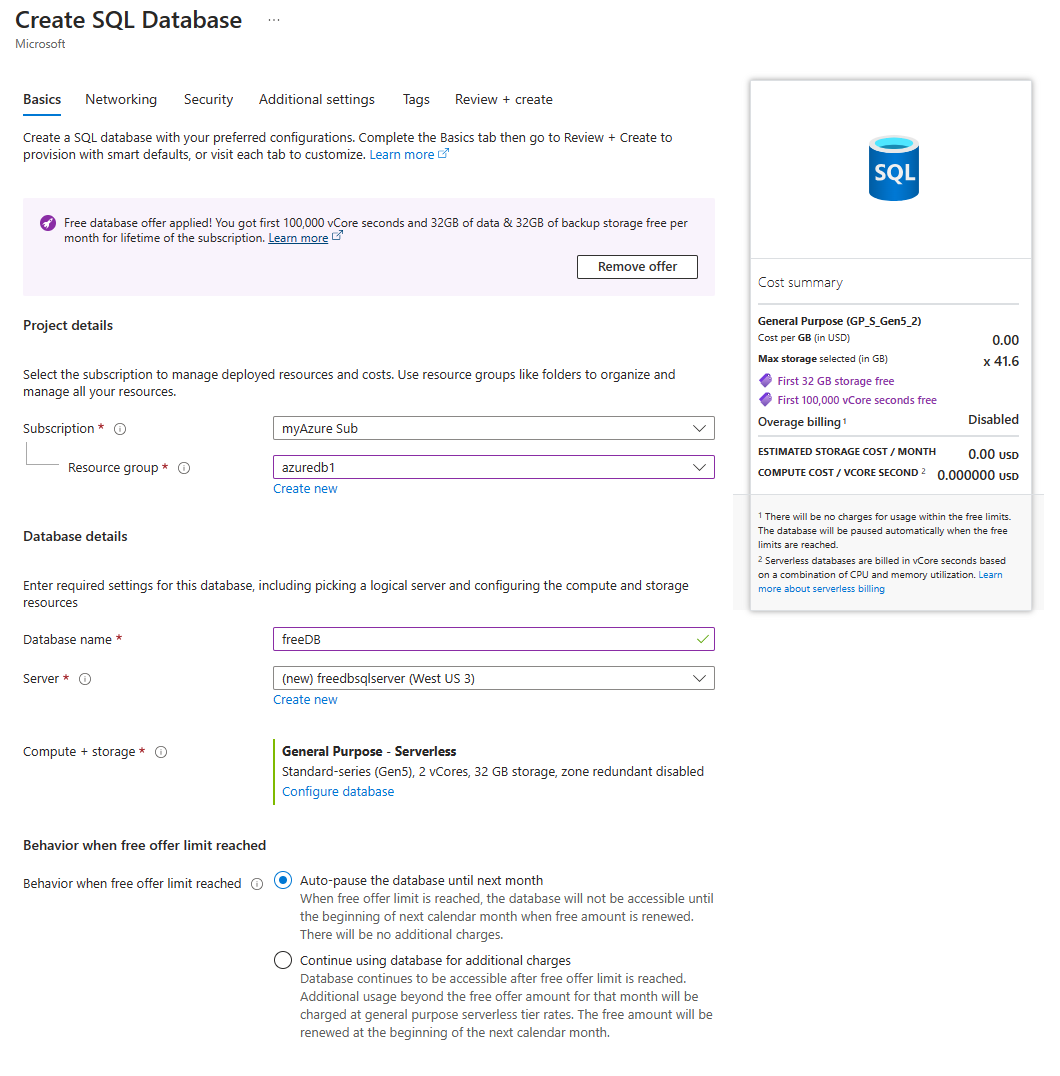 Create SQL Database ...
Microsoft
Basics Networking Security Additional settings Tags Review + create
Create a SQL database with your preferred configurations. Complete the Basics tab then go to Review + Create to
provision with smart defaults, or visit each tab to customize. Learn more
Free database offer applied! You got first 100,000 vCore seconds and 32GB of data & 32GB of backup storage free per
month for lifetime of the subscription. Learn more
Remove offer
Project details
Select the subscription to manage deployed resources and costs. Use resource groups like folders to organize and
manage all your resources.
Subscription *
myAzure Sub
Resource group *
azuredb1
Create new
Database details
Enter required settings for this database, including picking a logical server and configuring the compute and storage
resources
Database name *
freeDB
Server *
(new) freedbsqlserver (West US 3)
Create new
Compute + storage *
General Purpose - Serverless
Standard-series (Gen5), 2 vCores, 32 GB storage, zone redundant disabled
Configure database
Behavior when free offer limit reached
Behavior when free offer limit reached
Auto-pause the database until next month
When free offer limit is reached, the database will not be accessible until
the beginning of next calendar month when free amount is renewed.
There will be no additional charges.
Continue using database for additional charges
Database continues to be accessible after free offer limit is reached.
Additional usage beyond the free offer amount for that month will be
charged at general purpose serverless tier rates. The free amount will be
renewed at the beginning of the next calendar month.
SQL
Cost summary
General Purpose (GP_S_Gen5_2)
Cost per GB (in USD) 0.00
Max storage selected (in GB) x 41.6
First 32 GB storage free
First 100,000 vCore seconds free
Overage billing 1 Disabled
ESTIMATED STORAGE COST / MONTH 0.00 USD
COMPUTE COST / VCORE SECOND 2 0.000000 USD
1 There will be no charges for usage within the free limits.
The database will be paused automatically when the free
limits are reached.
2 Serverless databases are billed in vCore seconds based
on a combination of CPU and memory utilization. Learn
more about serverless billing